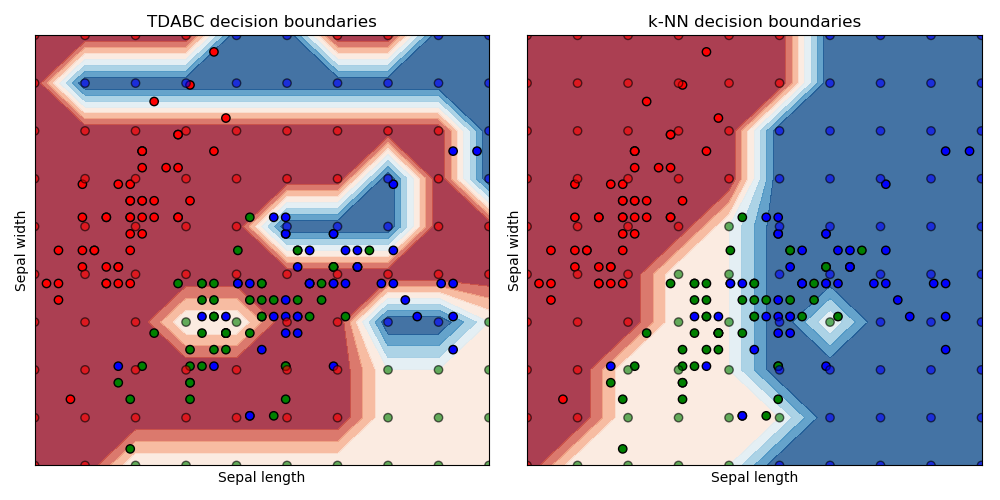 TDABC decision boundaries
k-NN decision boundaries
Sepal width
Sepal width
Sepal length
Sepal length